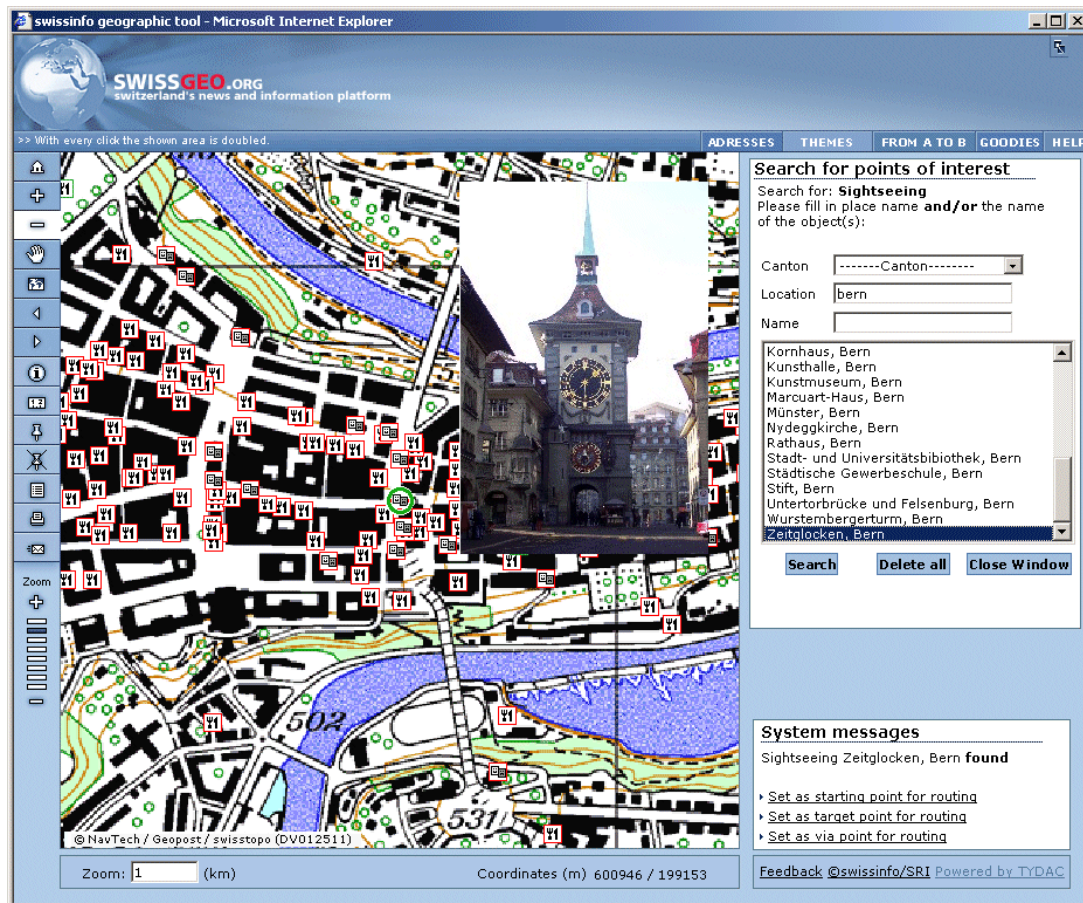 swissinfo geographic tool - Microsoft Internet Explorer
SWISSGEO.ORG
switzerland's news and information platform
>> With every click the shown area is doubled.
ADRESSES THEMES FROM A TO B GOODIES HELP
Search for points of interest
Search for: Sightseeing
Please fill in place name and/or the name
of the object(s):
Canton -------Canton--------
Location bern
Name
Kornhaus, Bern
Kunsthalle, Bern
Kunstmuseum, Bern
Marcuart-Haus, Bern
Münster, Bern
Nydeggkirche, Bern
Rathaus, Bern
Stadt- und Universitätsbibiothek, Bern
Städtische Gewerbeschule, Bern
Stift, Bern
Untertorbrücke und Felsenburg, Bern
Wurstembergerturm, Bern
Zeitglocken, Bern
Search Delete all Close Window
Zoom
502
531
System messages
Sightseeing Zeitglocken, Bern found
Set as starting point for routing
Set as target point for routing
Set as via point for routing
© NavTech / Geopost / swisstopo (DV012511)
Zoom: 1 (km)
Coordinates (m) 600946 / 199153
Feedback ©swissinfo/SRI Powered by TYDAC